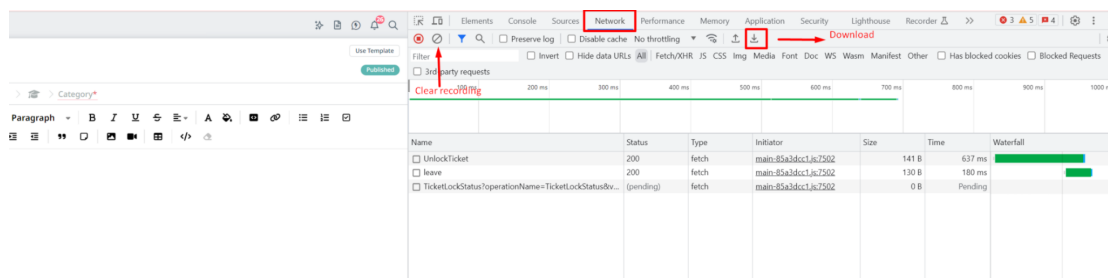 26
Elements Console Sources Network Performance Memory Application Security Lighthouse Recorder >> 3 5 4
Preserve log Disable cache No throttling Download
Use Template
Filter Invert Hide data URLs All Fetch/XHR JS CSS Img Media Font Doc WS Wasm Manifest Other Has blocked cookies Blocked Requests
Published
3rd-party requests
Clear recording
Category*
100 ms 200 ms 300 ms 400 ms 500 ms 600 ms 700 ms 800 ms 900 ms 1000 m
Paragraph B I U S A
Name Status Type Initiator Size Time Waterfall
UnlockTicket 200 fetch main-85a3dcc1.js:7502 141 B 637 ms
leave 200 fetch main-85a3dcc1.js:7502 130 B 180 ms
TicketLockStatus?operationName=TicketLockStatus&v... (pending) fetch main-85a3dcc1.js:7502 0 B Pending